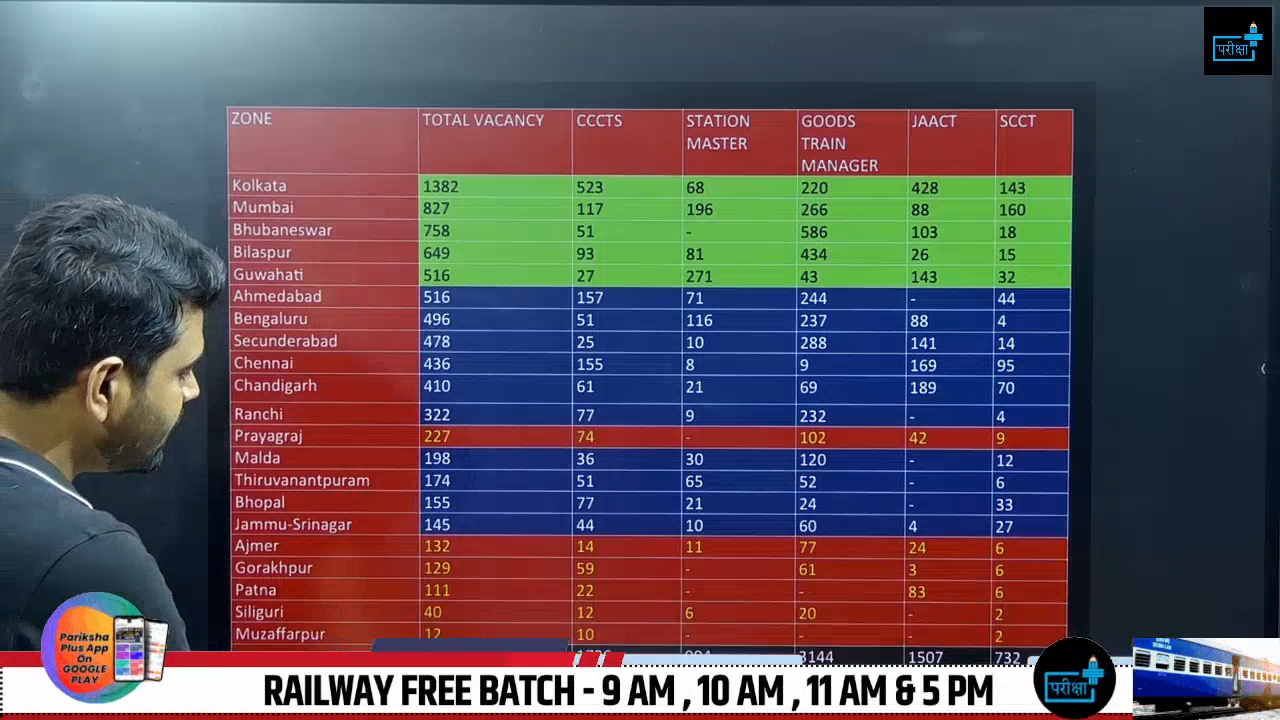 परीक्षा
ZONE TOTAL VACANCY CCCTS STATION MASTER GOODS TRAIN MANAGER JAACT SCCT
Kolkata 1382 523 68 220 428 143
Mumbai 827 117 196 266 88 160
Bhubaneswar 758 51 - 586 103 18
Bilaspur 649 93 81 434 26 15
Guwahati 516 27 271 43 143 32
Ahmedabad 516 157 71 244 - 44
Bengaluru 496 51 116 237 88 4
Secunderabad 478 25 10 288 141 14
Chennai 436 155 8 9 169 95
Chandigarh 410 61 21 69 189 70
Ranchi 322 77 9 232 - 4
Prayagraj 227 74 - 102 42 9
Malda 198 36 30 120 - 12
Thiruvanantpuram 174 51 65 52 - 6
Bhopal 155 77 21 24 - 33
Jammu-Srinagar 145 44 10 60 4 27
Ajmer 132 14 11 77 24 6
Gorakhpur 129 59 - 61 3 6
Patna 111 22 - - 83 6
Siliguri 40 12 6 20 - 2
Muzaffarpur 12 10 - - - 2
3144 1507 732
Pariksha
Plus App
On
GOOGLE
PLAY
RAILWAY FREE BATCH - 9 AM , 10 AM , 11 AM & 5 PM
परीक्षा